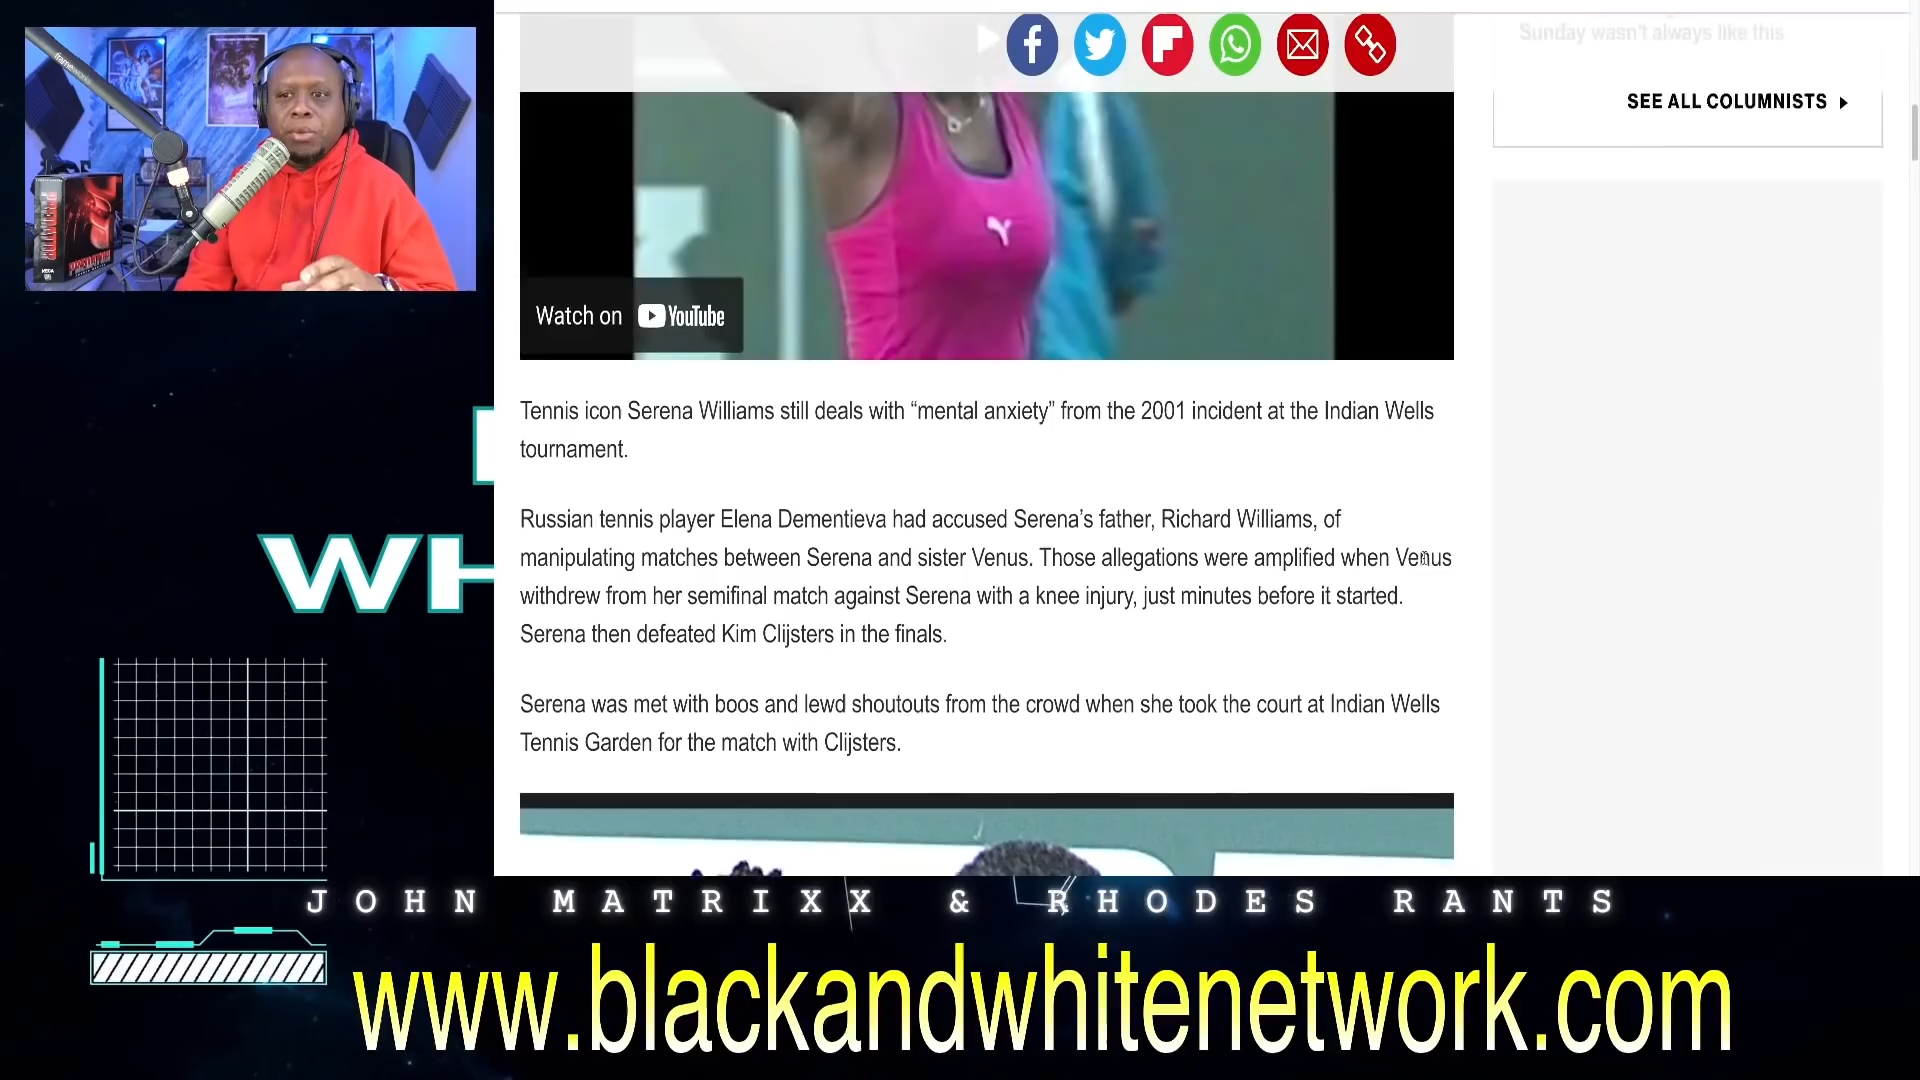 Sunday wasn't always like this
SEE ALL COLUMNISTS
Watch on YouTube
Tennis icon Serena Williams still deals with “mental anxiety” from the 2001 incident at the Indian Wells
tournament.
Russian tennis player Elena Dementieva had accused Serena’s father, Richard Williams, of
manipulating matches between Serena and sister Venus. Those allegations were amplified when Venus
withdrew from her semifinal match against Serena with a knee injury, just minutes before it started.
Serena then defeated Kim Clijsters in the finals.
Serena was met with boos and lewd shoutouts from the crowd when she took the court at Indian Wells
Tennis Garden for the match with Clijsters.
WH
PREDATOR
PREDATOR
NECA
JOHN MATRIXX & RHODES RANTS
www.blackandwhitenetwork.com